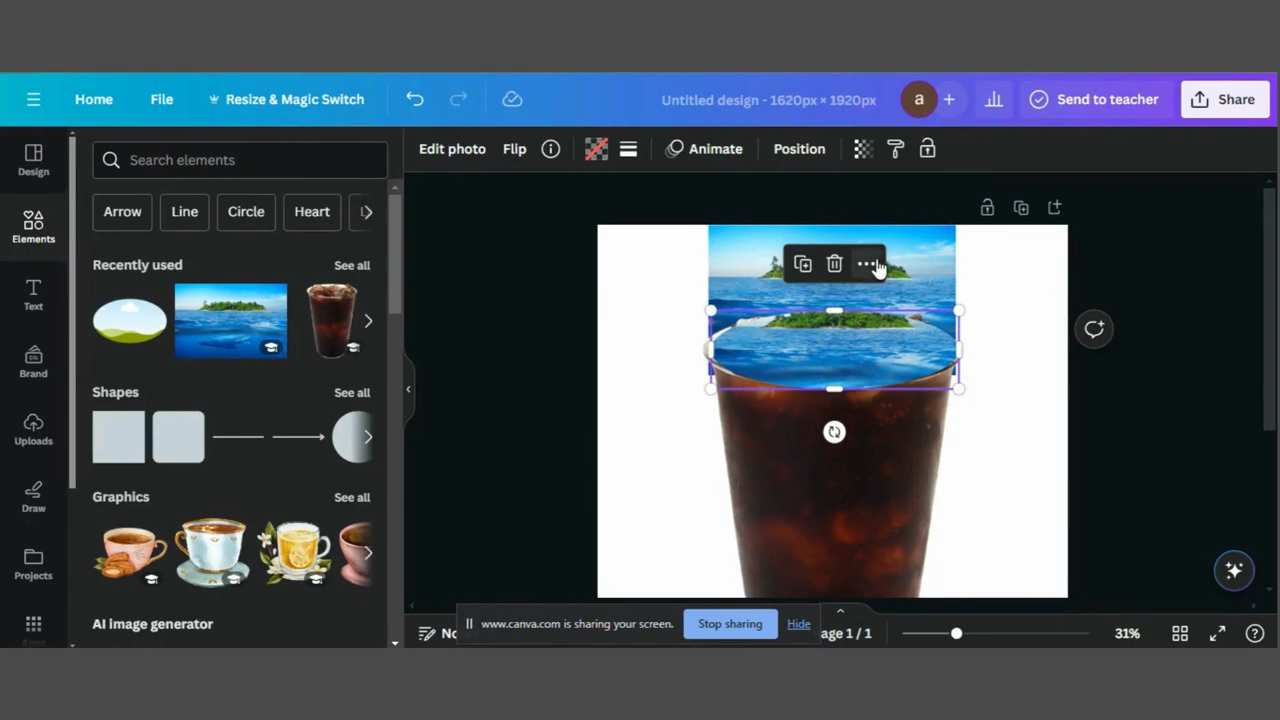 Home File Resize & Magic Switch Untitled design - 1620px × 1920px a Send to teacher Share
Design
Elements
Text
Brand
Uploads
Draw
Projects
Apps
Search elements
Arrow Line Circle Heart
Recently used See all
Shapes See all
Graphics See all
AI image generator
Edit photo Flip Animate Position
www.canva.com is sharing your screen. Stop sharing Hide
age 1 / 1 31%